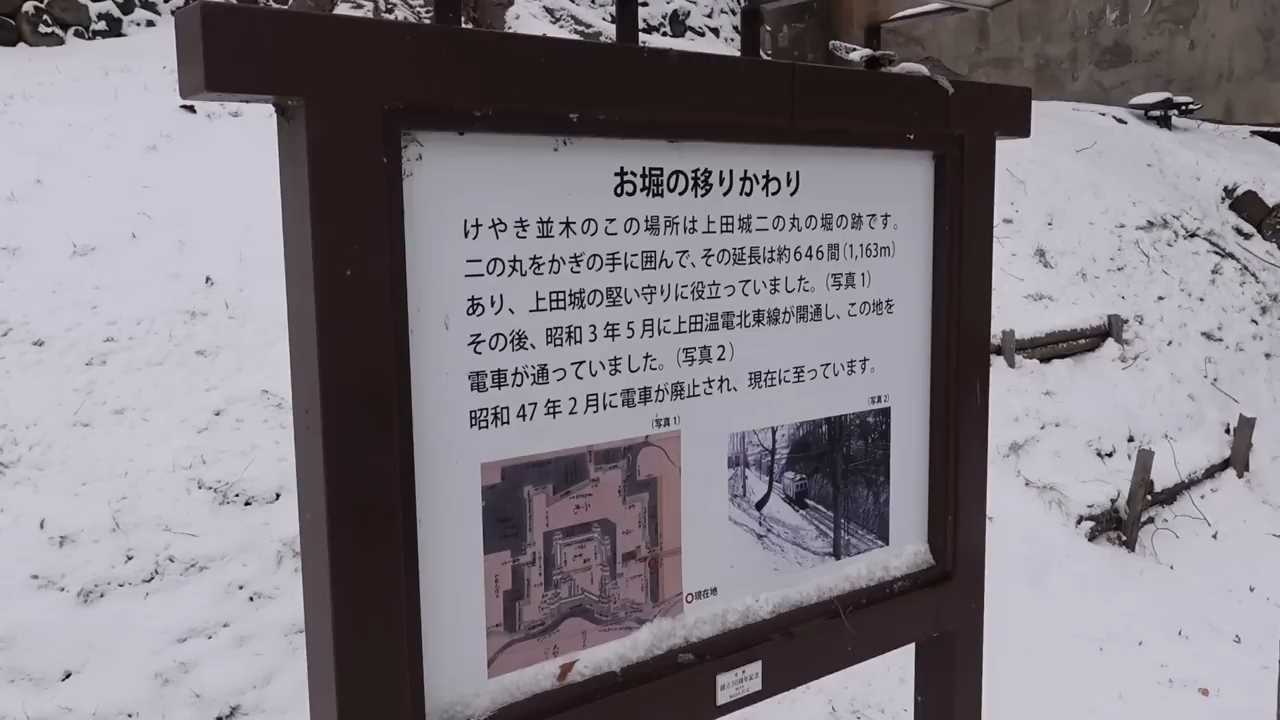 お堀の移りかわり
けやき並木のこの場所は上田城二の丸の堀の跡です。
二の丸をかぎの手に囲んで、その延長は約646間(1,163m)
あり、上田城の堅い守りに役立っていました。(写真1)
その後、昭和3年5月に上田温電北東線が開通し、この地を
電車が通っていました。(写真2)
昭和47年2月に電車が廃止され、現在に至っています。
(写真1)
(写真2)
現在地